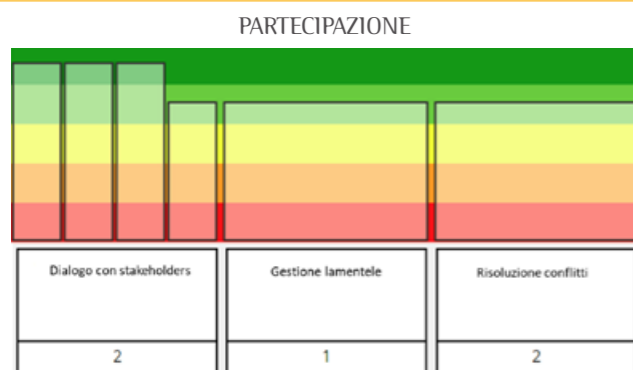 PARTECIPAZIONE
Dialogo con stakeholders
Gestione lamentele
Risoluzione conflitti
2
1
2